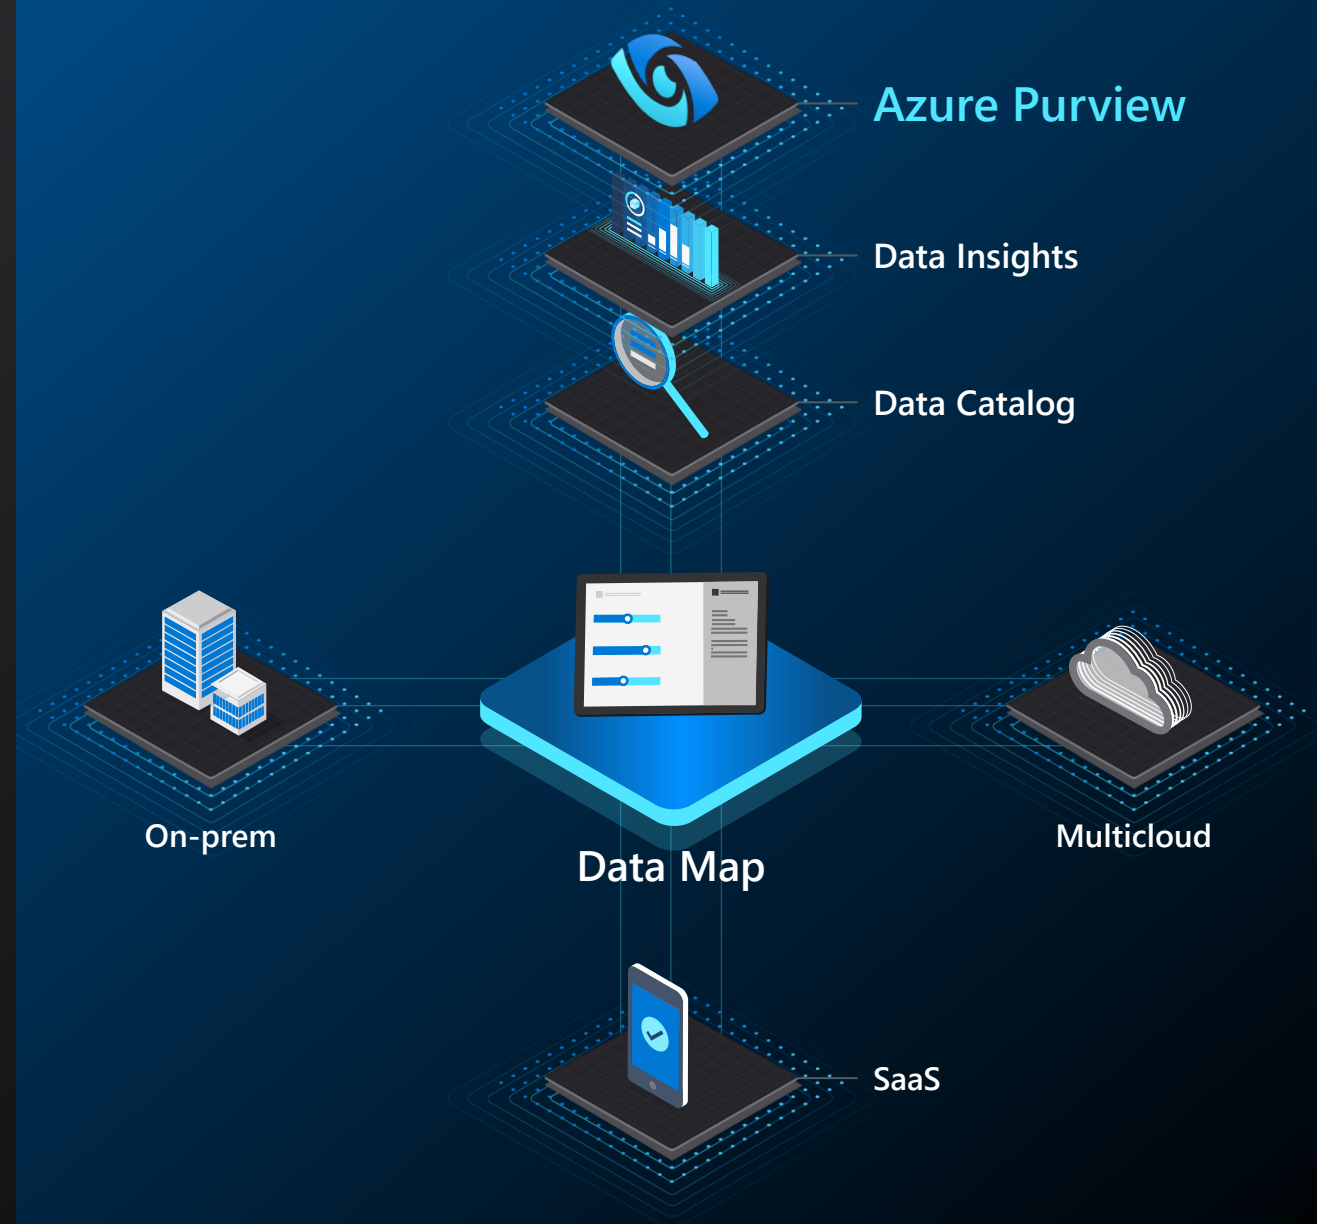 Azure Purview
Data Insights
Data Catalog
On-prem
Multicloud
Data Map
SaaS